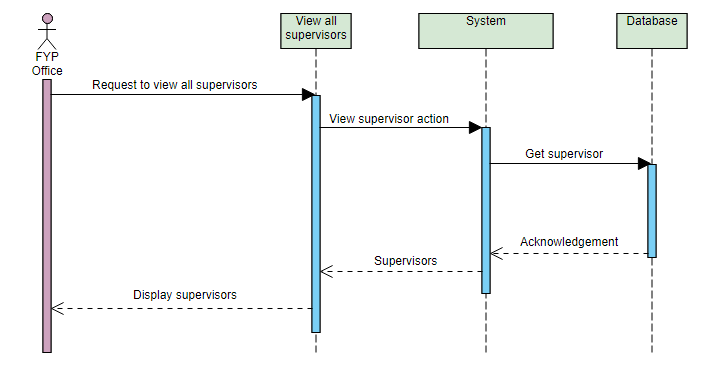 FYP
Office
View all
supervisors
System
Database
Request to view all supervisors
View supervisor action
Get supervisor
Acknowledgement
Supervisors
Display supervisors